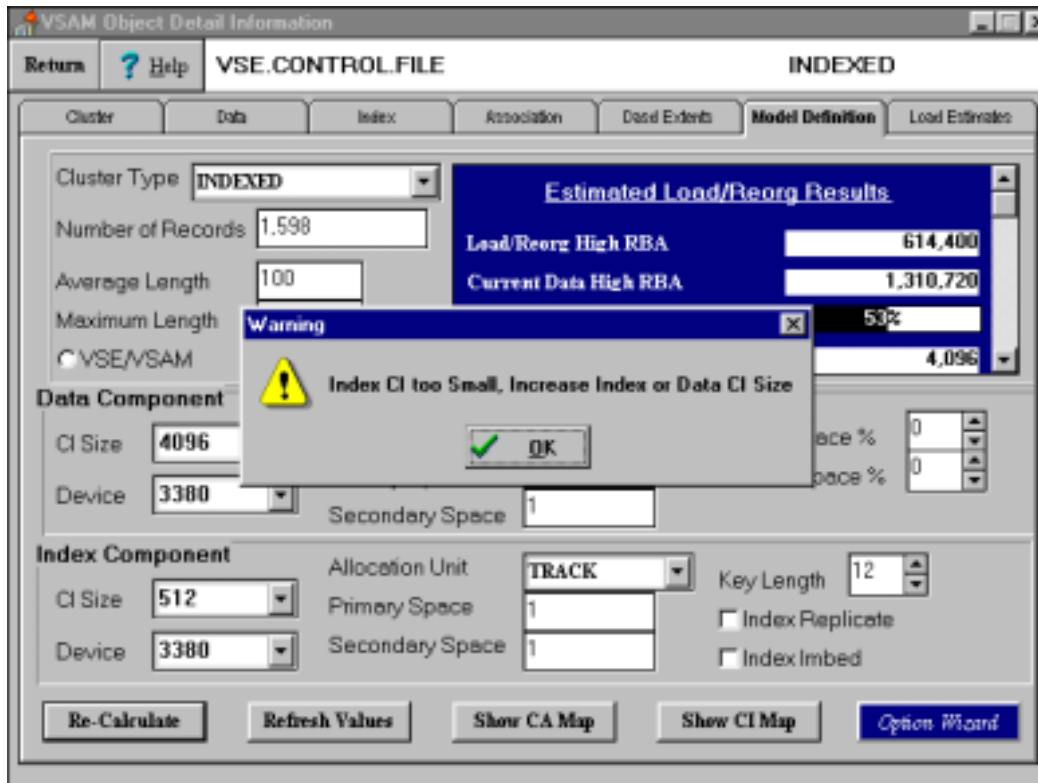 VSAM Object Detail Information
Return ? Help VSE.CONTROL.FILE INDEXED
Cluster Data Index Association Dasd Extents Model Definition Load Estimates
Cluster Type INDEXED
Number of Records 1,598
Average Length 100
Maximum Length
VSE/VSAM
Estimated Load/Reorg Results
Load/Reorg High RBA 614,400
Current Data High RBA 1,310,720
53%
4,096
Warning
Index CI too Small, Increase Index or Data CI Size
OK
Data Component
CI Size 4096
Device 3380
Secondary Space 1
ace % 0
pace % 0
Index Component
CI Size 512
Device 3380
Allocation Unit TRACK
Primary Space 1
Secondary Space 1
Key Length 12
Index Replicate
Index Imbed
Re-Calculate Refresh Values Show CA Map Show CI Map Option Wizard